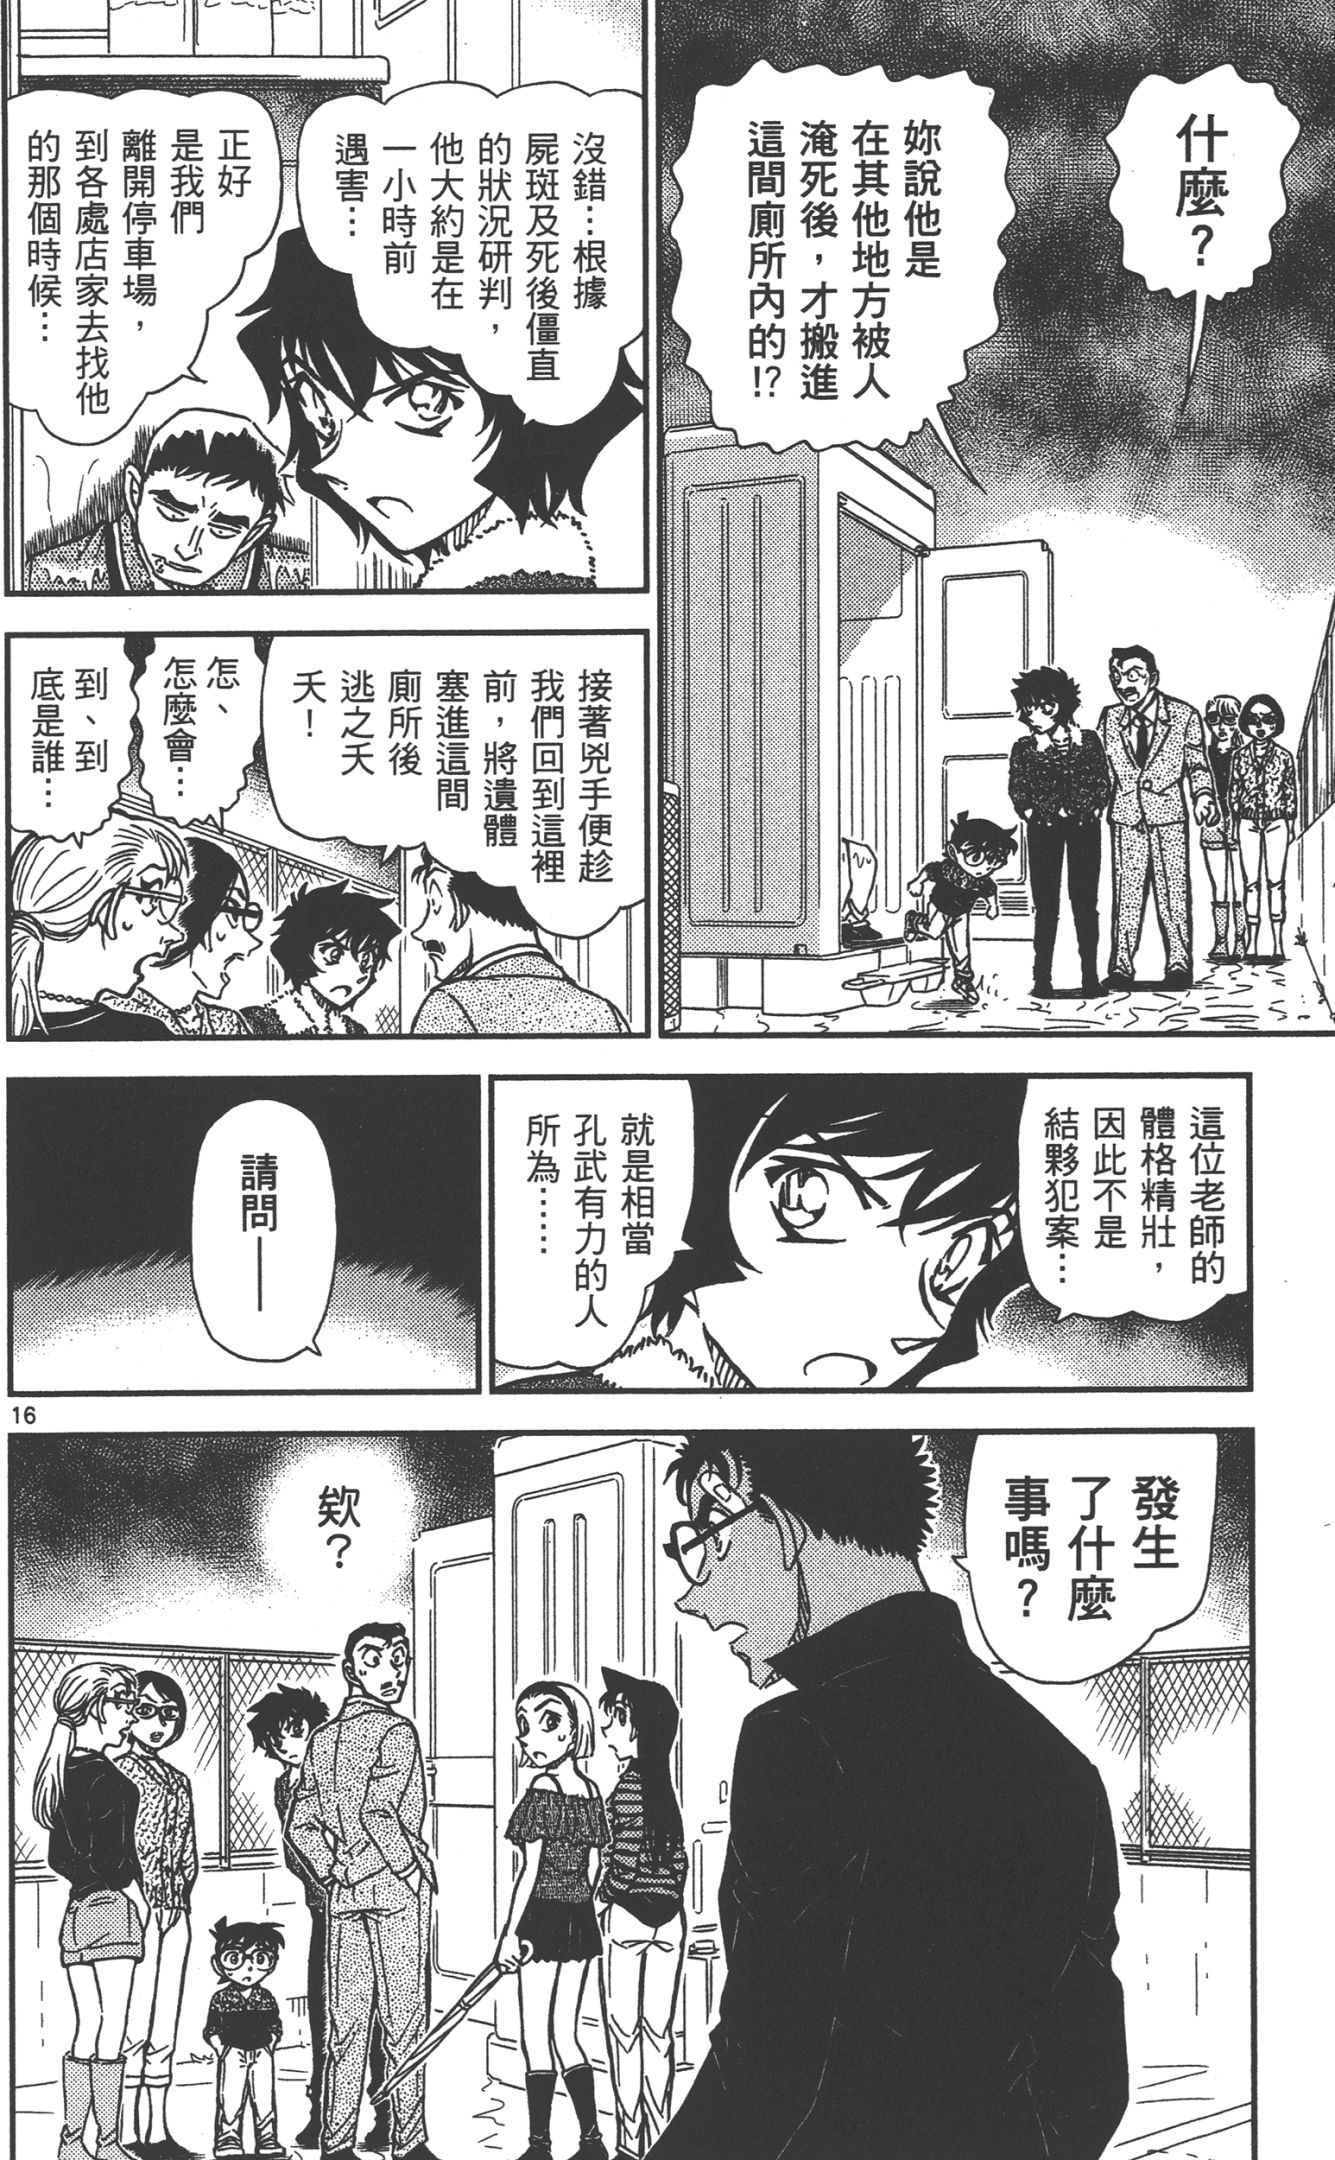 什麼？
妳說他是
在其他地方被人
淹死後，才搬進
這間廁所內的!?
沒錯…根據
屍斑及死後僵直
的狀況研判，
他大約是在
一小時前
遇害…
正好
是我們
離開停車場，
到各處店家去找他
的那個時候…
接著兇手便趁
我們回到這裡
前，將遺體
塞進這間
廁所後
逃之夭
夭！
怎、
怎麼會…
到、到
底是誰…
這位老師的
體格精壯，
因此不是
結夥犯案…
就是相當
孔武有力的人
所為……
請問——
16
發生
了什麼
事嗎？
欸？